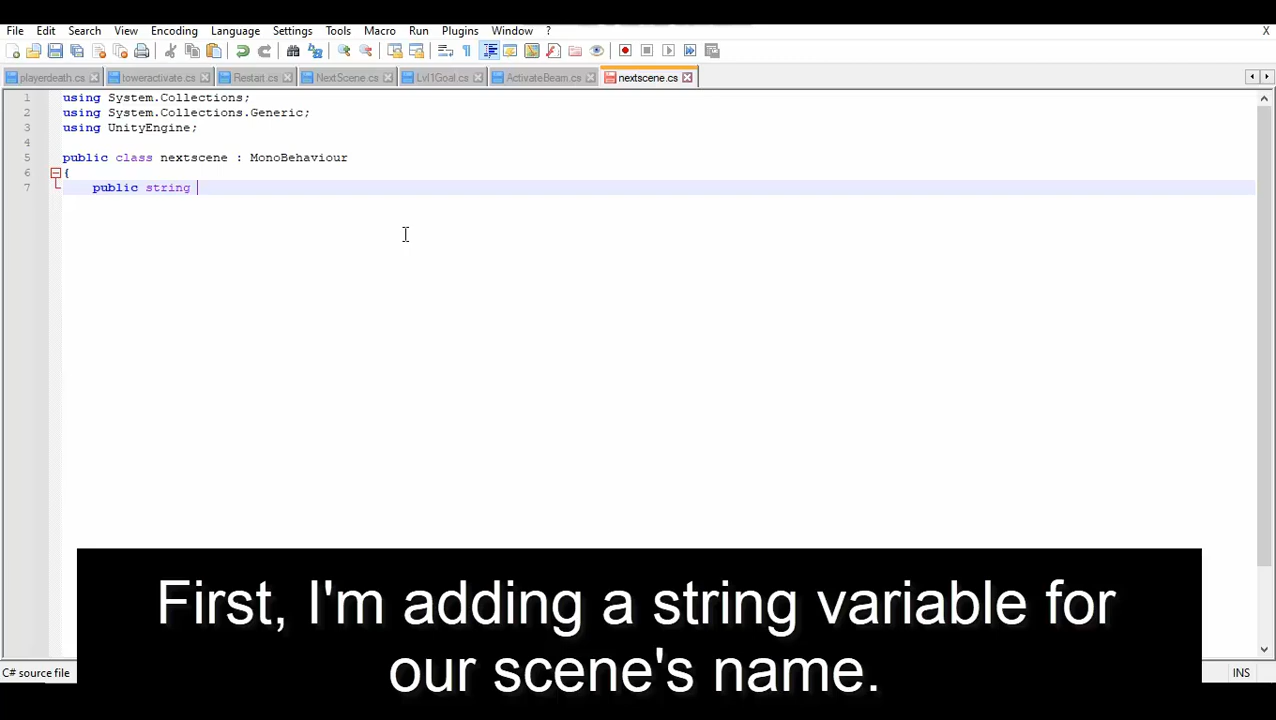 File Edit Search View Encoding Language Settings Tools Macro Run Plugins Window ? X
playerdeath.cs toweractivate.cs Restart.cs NextScene.cs Lvl1Goal.cs ActivateBeam.cs nextscene.cs
1 using System.Collections;
2 using System.Collections.Generic;
3 using UnityEngine;
4
5 public class nextscene : MonoBehaviour
6 {
7 public string
First, I'm adding a string variable for
our scene's name.
C# source file INS